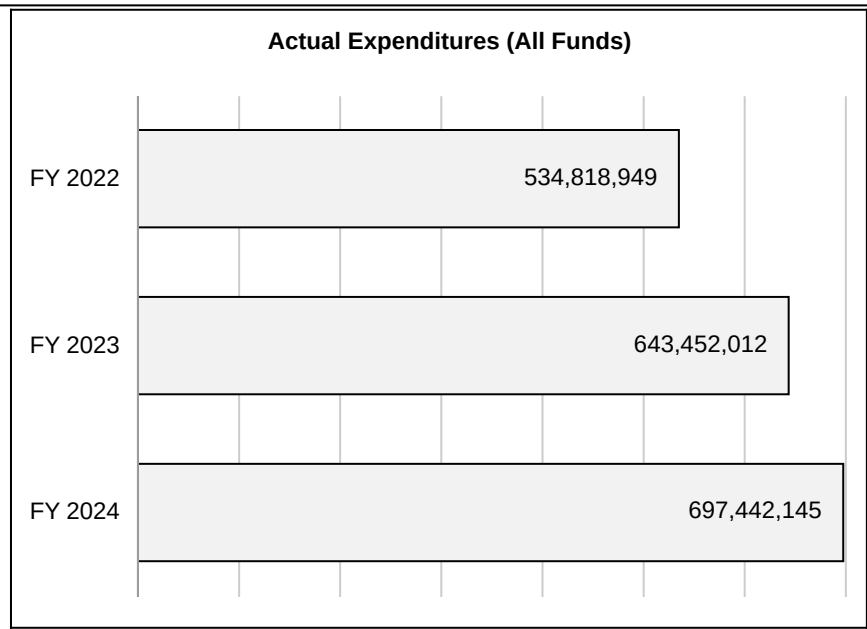 Actual Expenditures (All Funds)
FY 2022
534,818,949
FY 2023
643,452,012
FY 2024
697,442,145